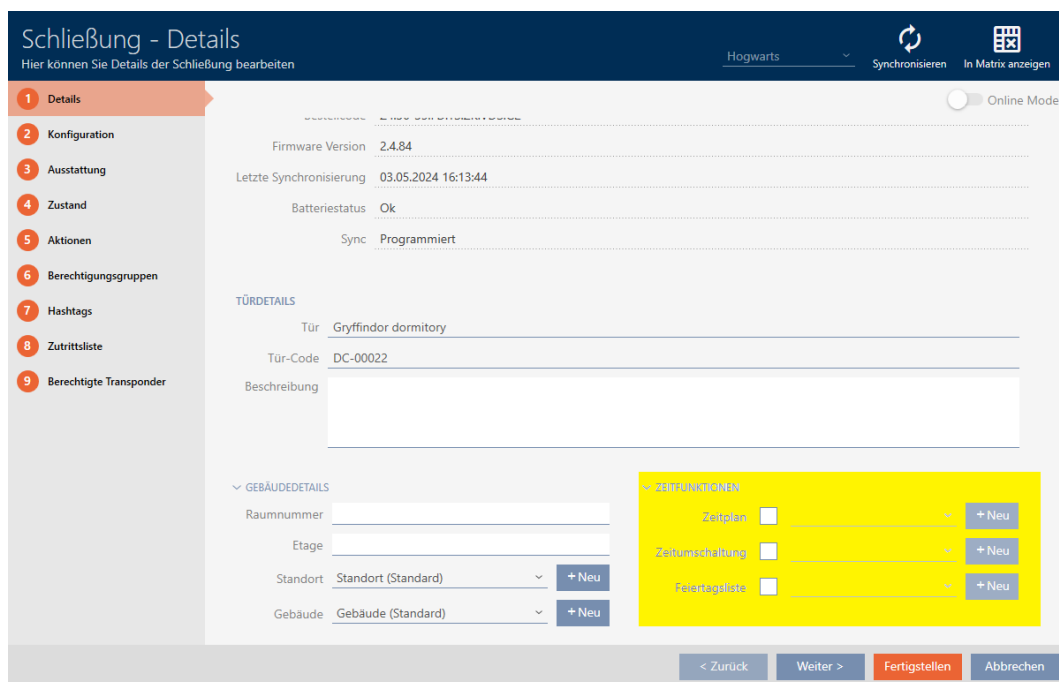 Schließung - Details
Hier können Sie Details der Schließung bearbeiten
Hogwarts
Synchronisieren
In Matrix anzeigen
1 Details
2 Konfiguration
3 Ausstattung
4 Zustand
5 Aktionen
6 Berechtigungsgruppen
7 Hashtags
8 Zutrittsliste
9 Berechtigte Transponder
Online Mode
Firmware Version 2.4.84
Letzte Synchronisierung 03.05.2024 16:13:44
Batteriestatus Ok
Sync Programmiert
TÜRDETAILS
Tür Gryffindor dormitory
Tür-Code DC-00022
Beschreibung
GEBÄUDEDETAILS
Raumnummer
Etage
Standort Standort (Standard) + Neu
Gebäude Gebäude (Standard) + Neu
ZEITFUNKTIONEN
Zeitplan + Neu
Zeitumschaltung + Neu
Feiertagsliste + Neu
< Zurück Weiter > Fertigstellen Abbrechen